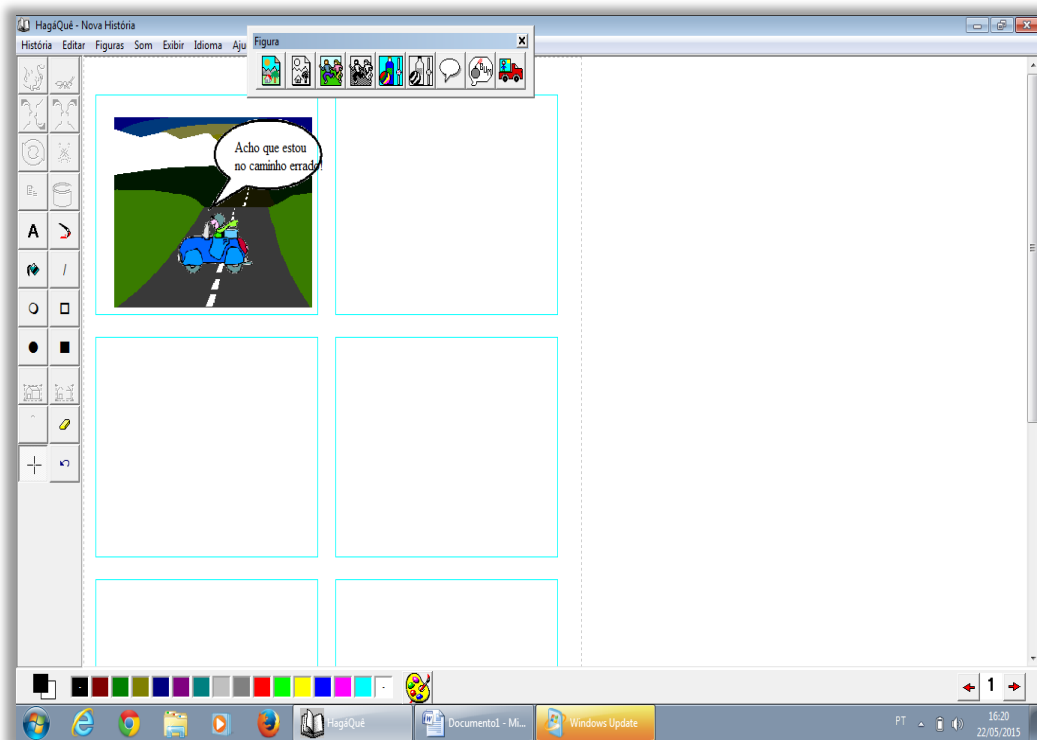 HagáQuê - Nova História
História Editar Figuras Som Exibir Idioma Aju
Figura
Acho que estou
no caminho errado!
A
1
HagáQuê
Documento1 - Mi...
Windows Update
PT
16:20
22/05/2015